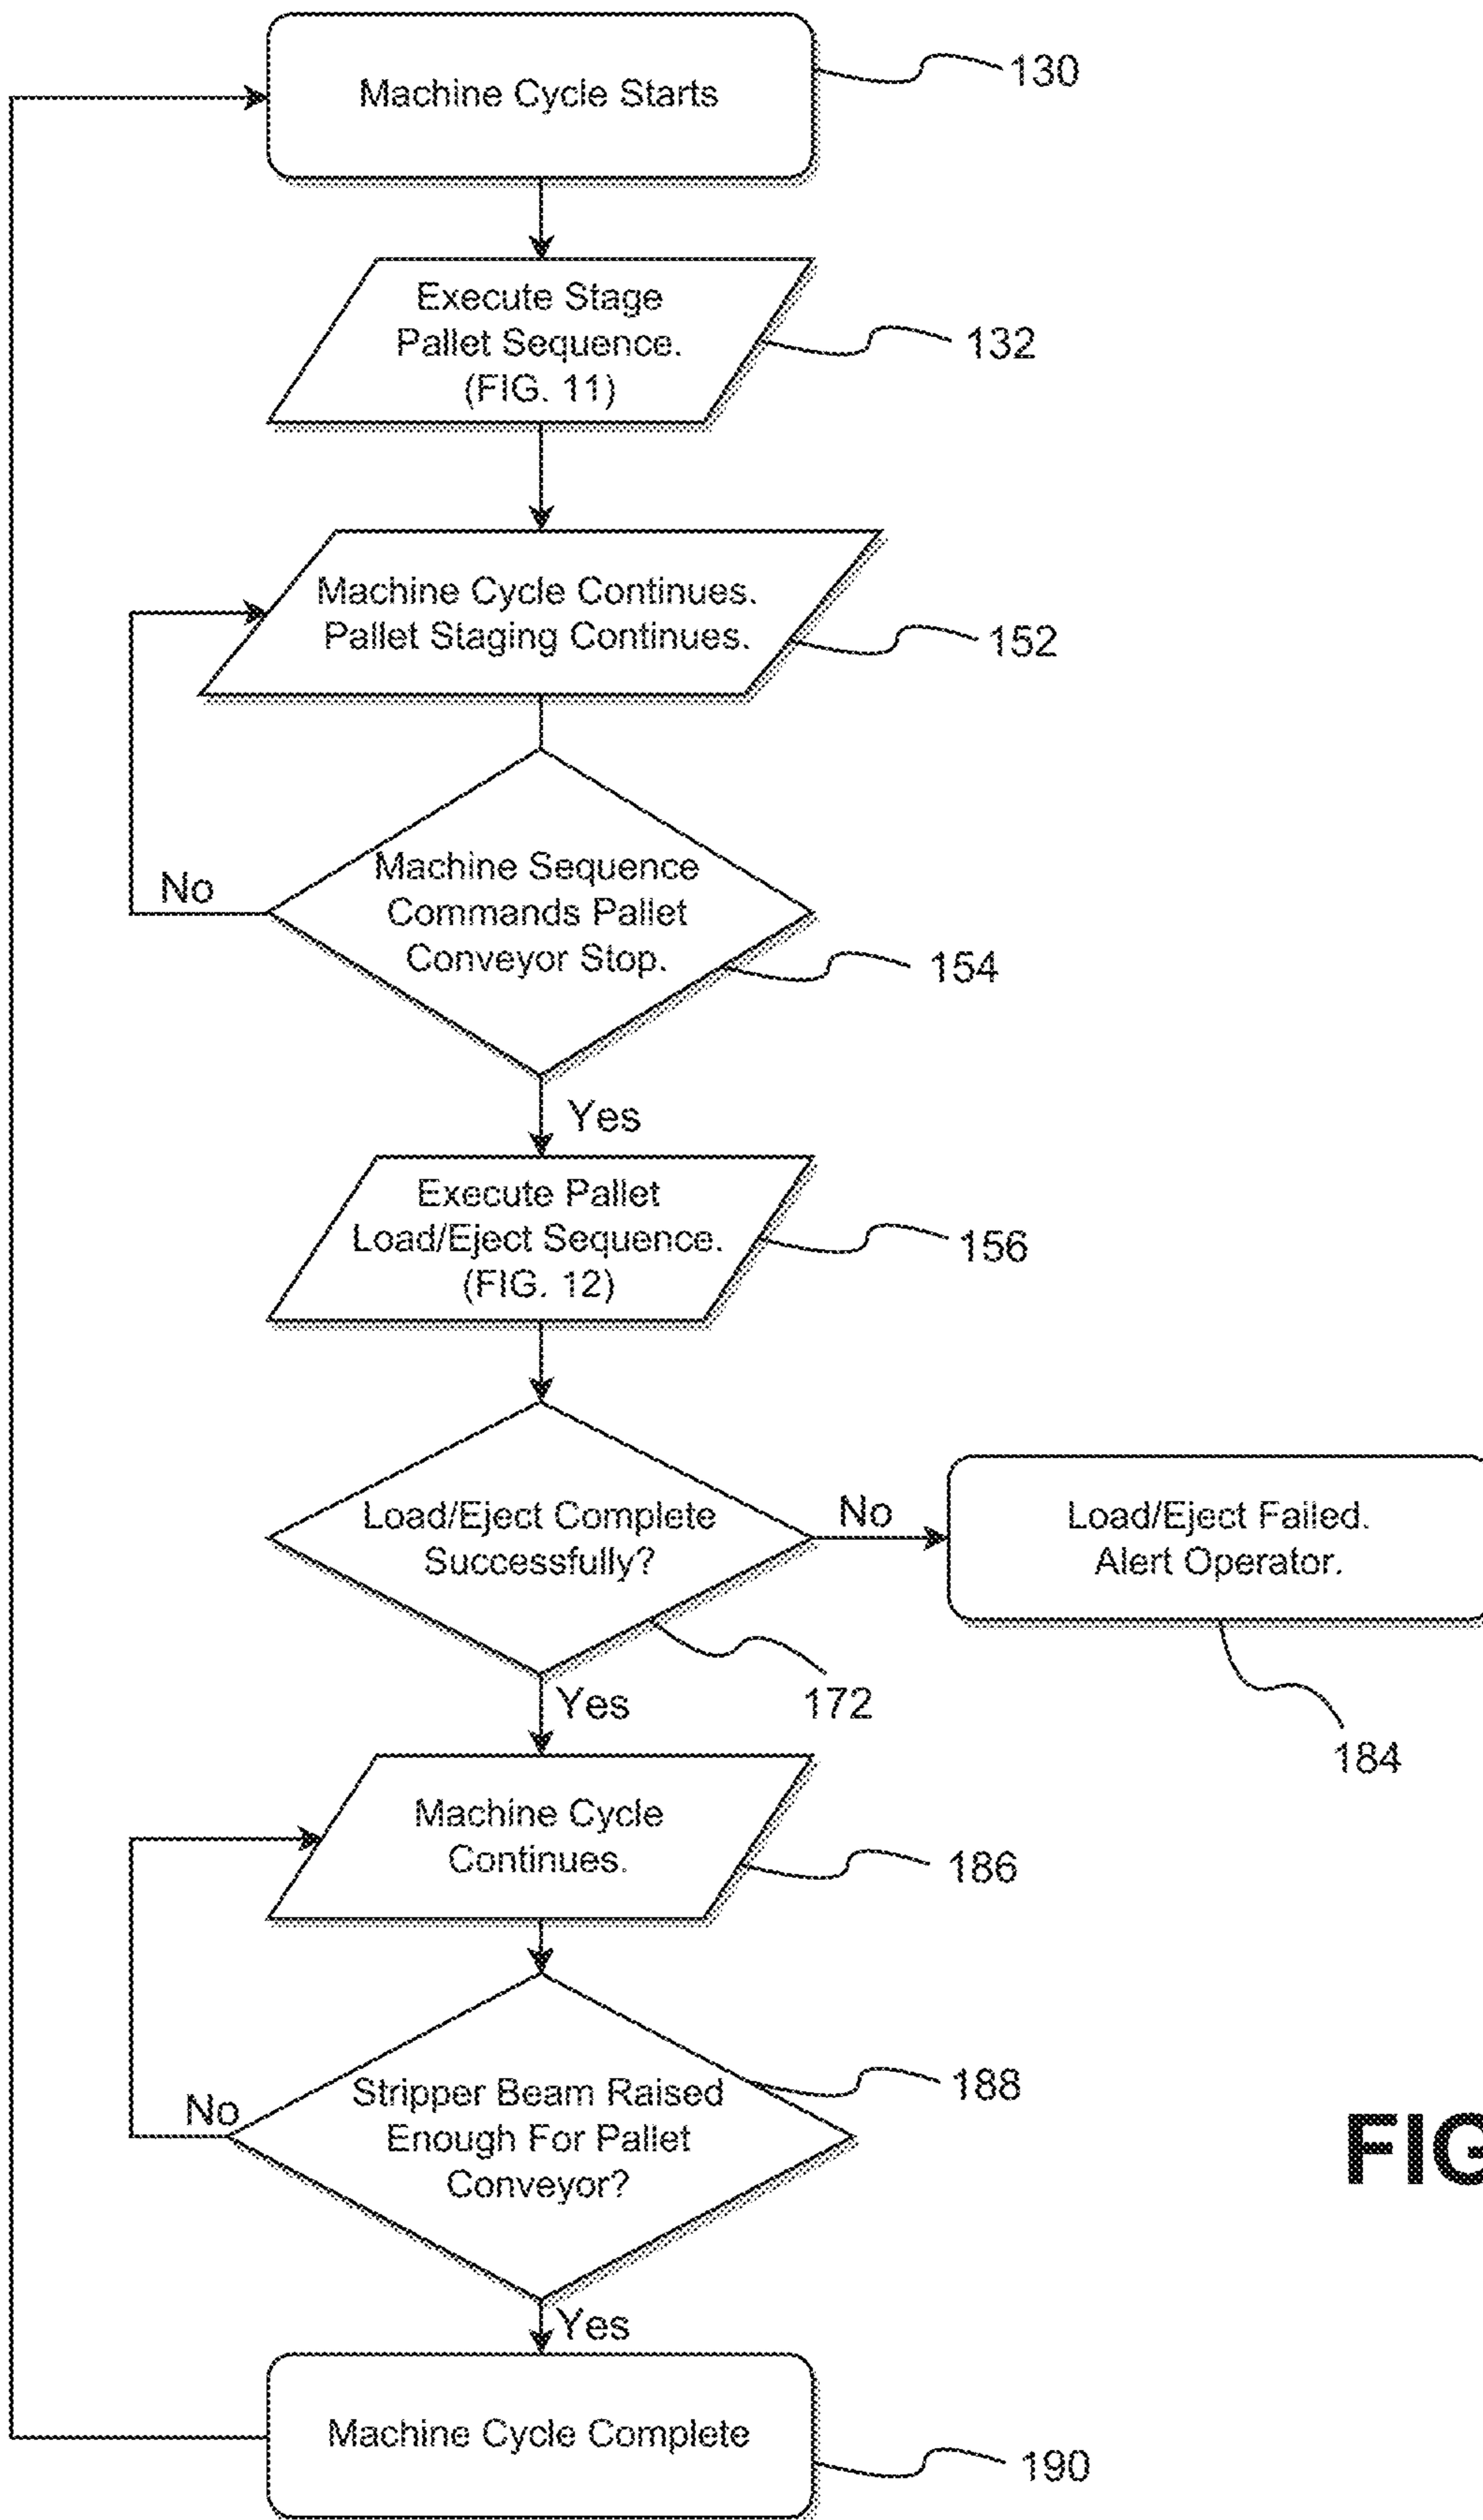 Machine Cycle Starts
130
Execute Stage
Pallet Sequence.
(FIG. 11)
132
Machine Cycle Continues.
Pallet Staging Continues.
152
Machine Sequence
Commands Pallet
Conveyor Stop.
No
154
Yes
Execute Pallet
Load/Eject Sequence.
(FIG. 12)
156
Load/Eject Complete
Successfully?
No
Load/Eject Failed.
Alert Operator.
172
184
Yes
Machine Cycle
Continues.
186
Stripper Beam Raised
Enough For Pallet
Conveyor?
188
No
FIG
Yes
Machine Cycle Complete
190